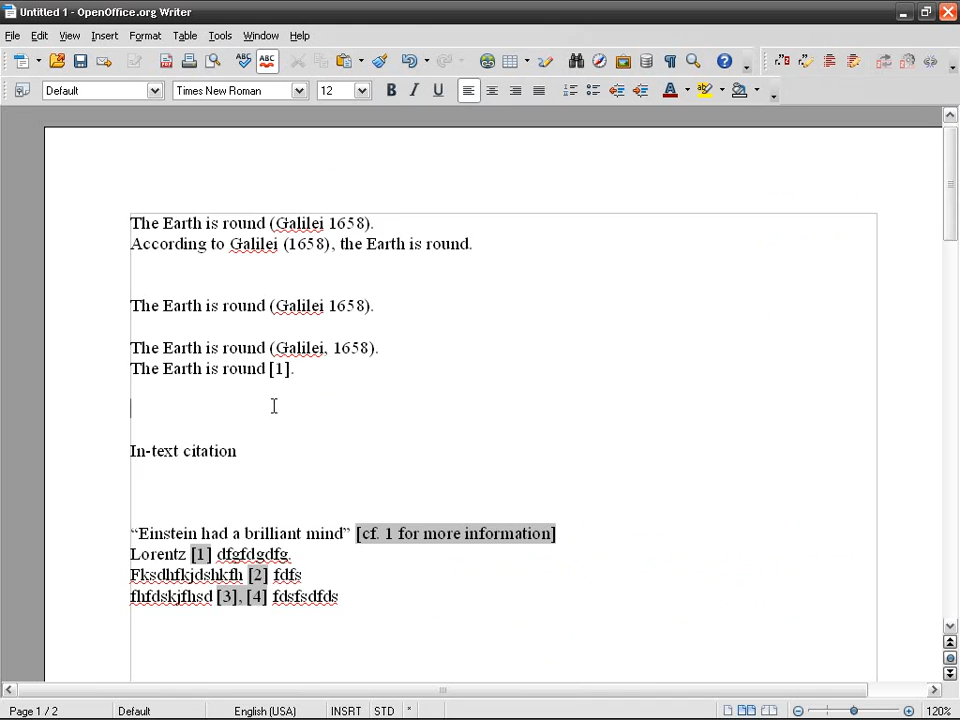 Untitled 1 - OpenOffice.org Writer
File Edit View Insert Format Table Tools Window Help
Default Times New Roman 12
The Earth is round (Galilei 1658).
According to Galilei (1658), the Earth is round.
The Earth is round (Galilei 1658).
The Earth is round (Galilei, 1658).
The Earth is round [1].
In-text citation
“Einstein had a brilliant mind” [cf. 1 for more information]
Lorentz [1] dfgfdgdfg.
Fksdhfkjdshkfh [2] fdfs
fhfdskjfhsd [3], [4] fdsfsdfds
Page 1 / 2 Default English (USA) INSRT STD * 120%